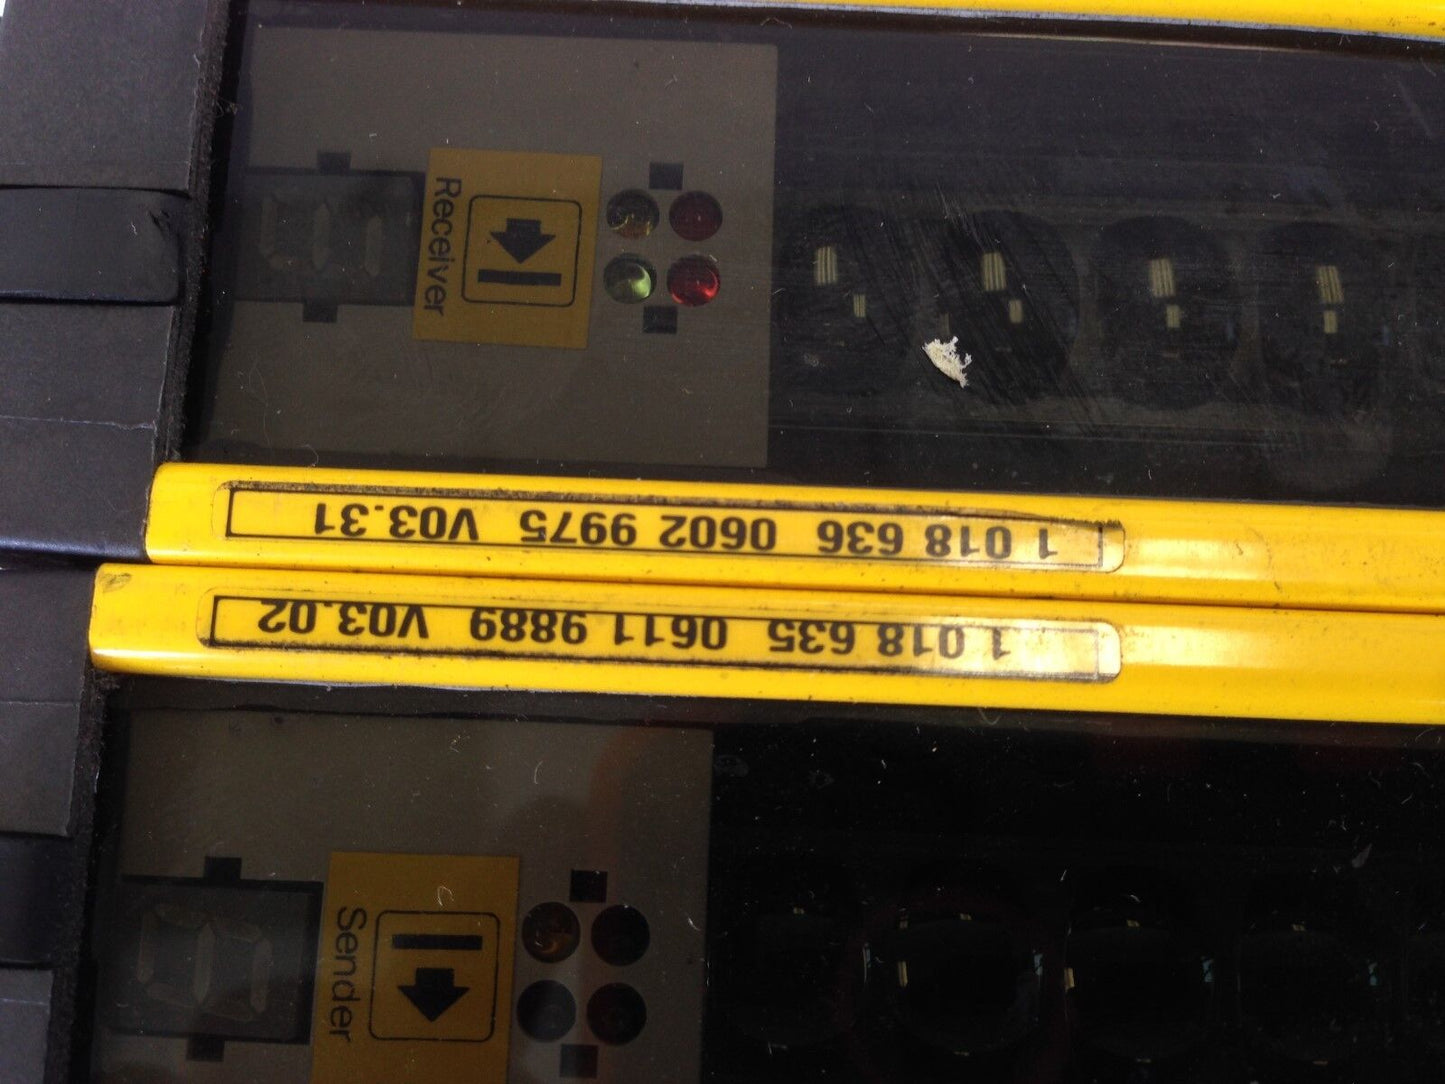 Receiver
1 018 636 0602 9975 V03.31
1 018 635 0611 9889 V03.02
Sender